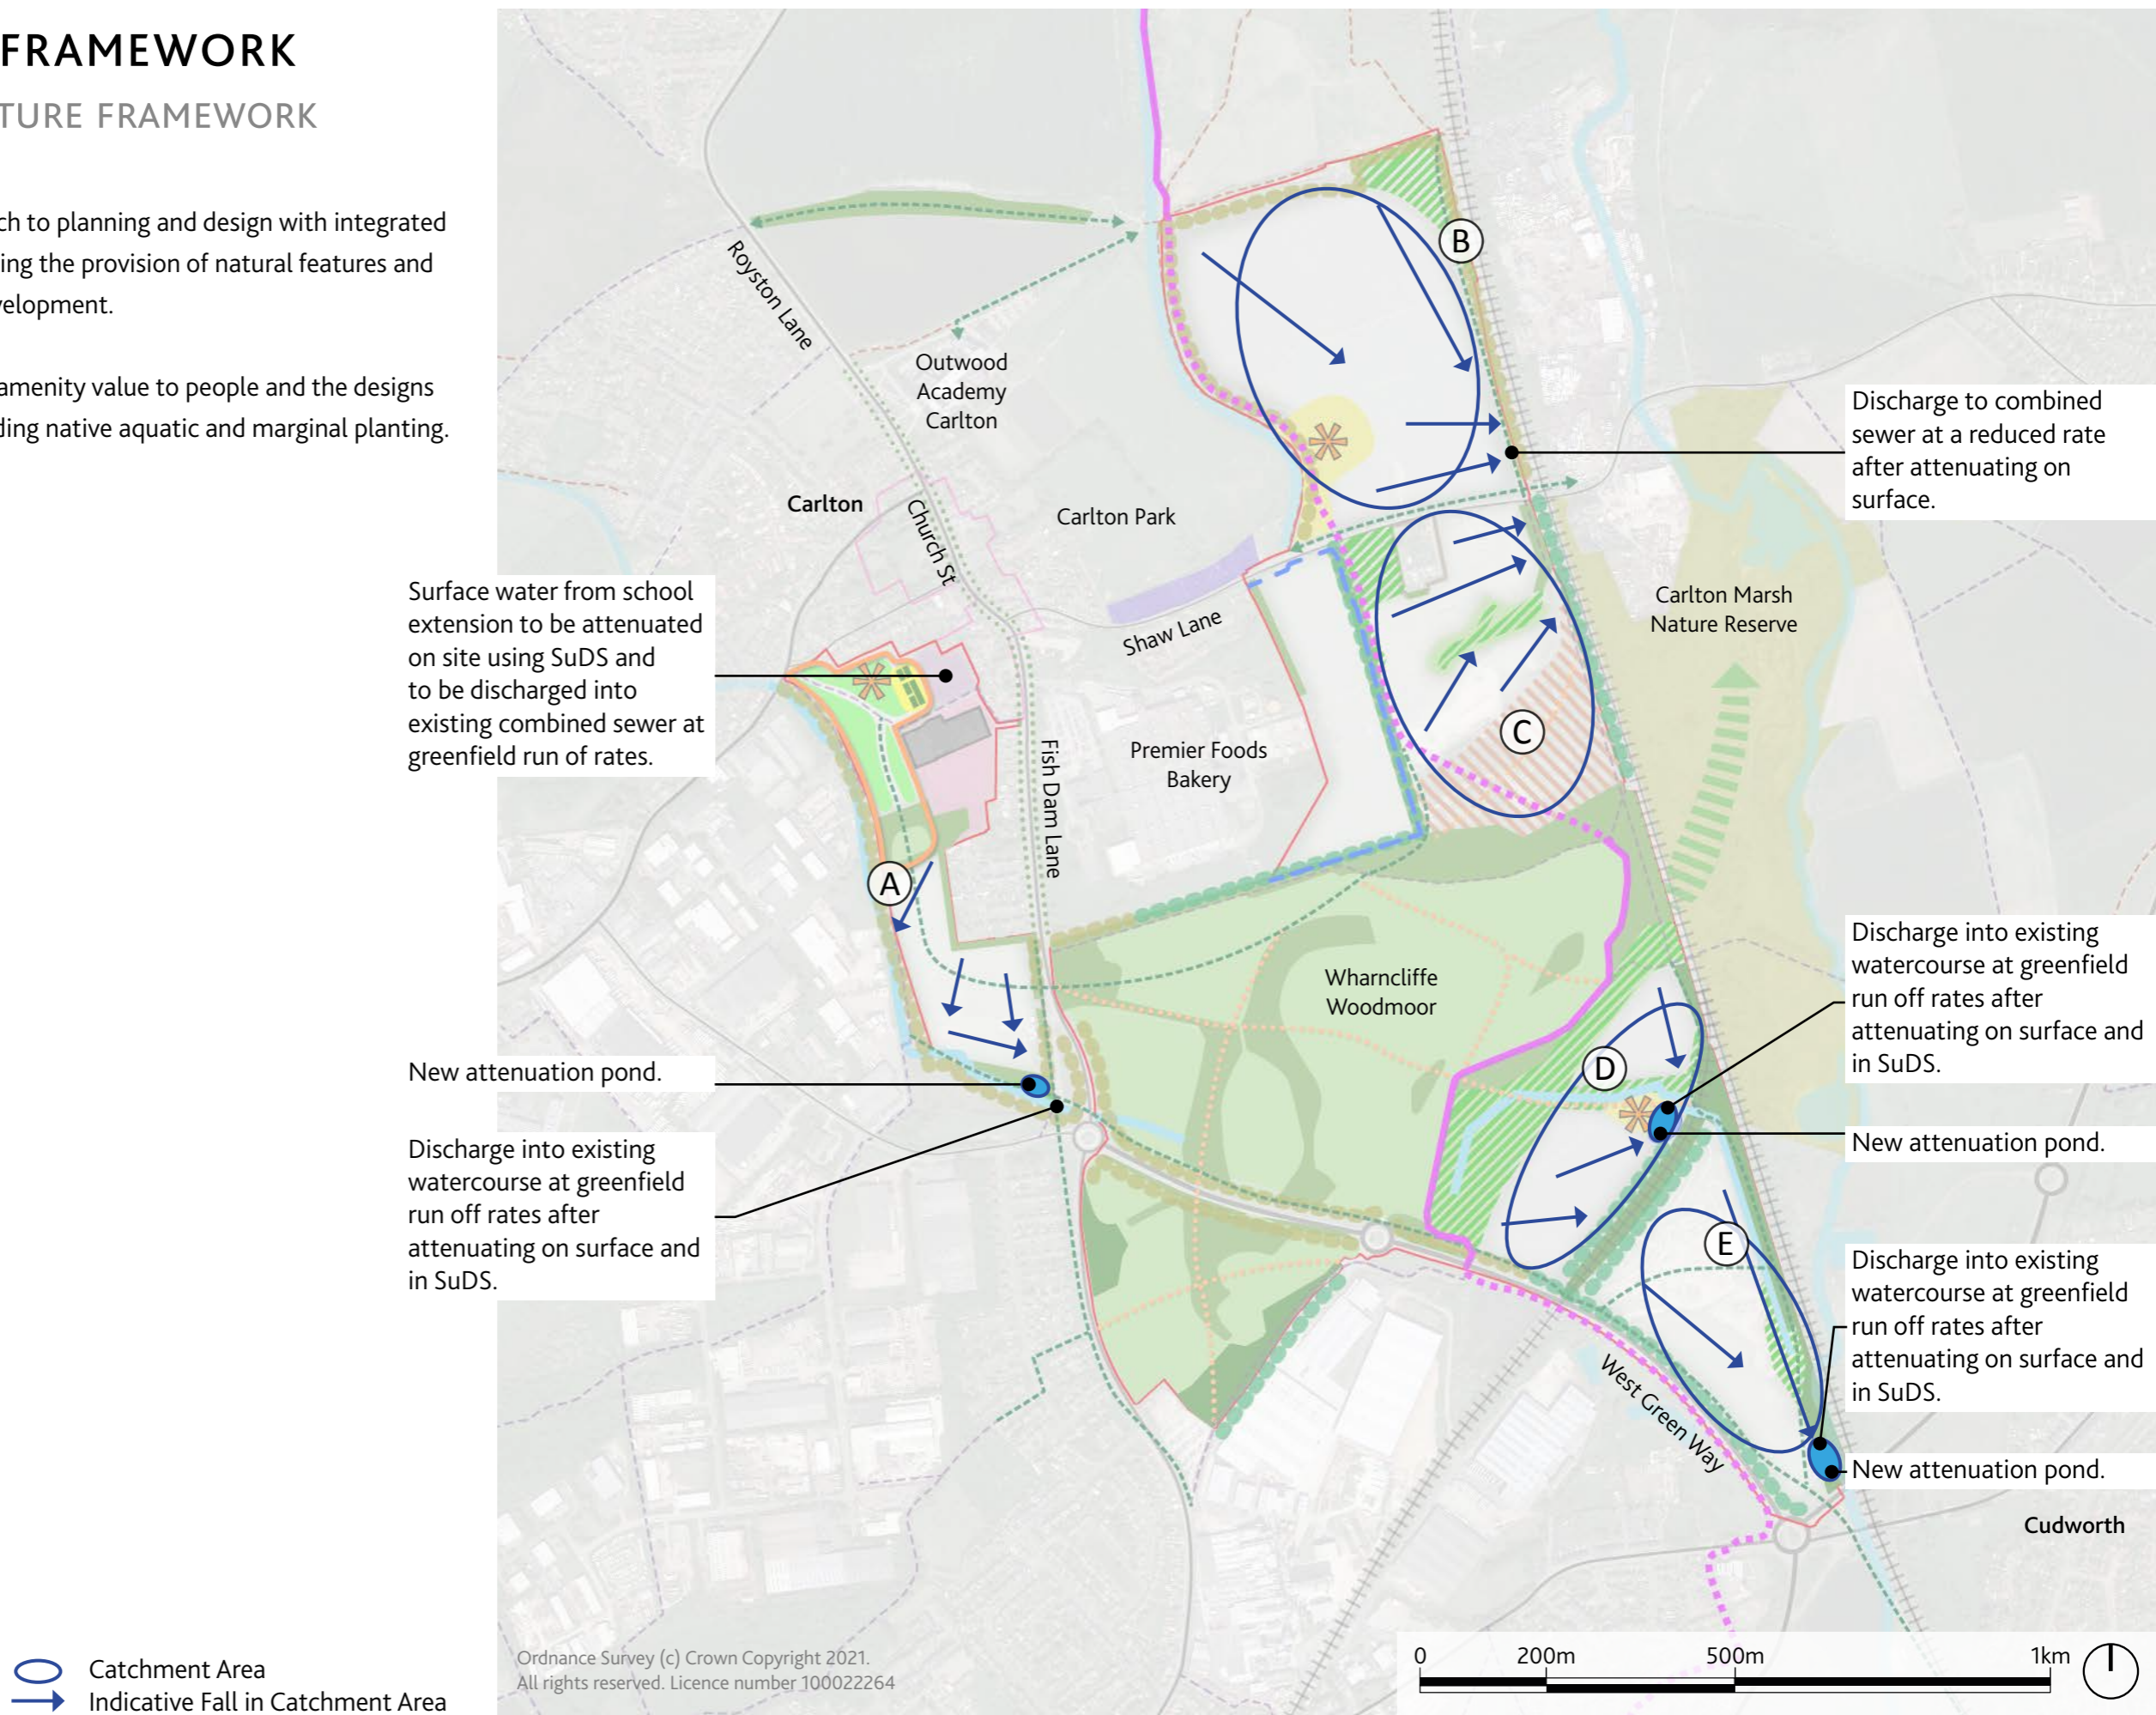 FRAMEWORK
TURE FRAMEWORK
ch to planning and design with integrated
ing the provision of natural features and
velopment.
amenity value to people and the designs
ding native aquatic and marginal planting.
Royston Lane
Outwood
Academy
Carlton
Carlton
Church St
Carlton Park
Shaw Lane
B
Discharge to combined
sewer at a reduced rate
after attenuating on
surface.
Surface water from school
extension to be attenuated
on site using SuDS and
to be discharged into
existing combined sewer at
greenfield run of rates.
Carlton Marsh
Nature Reserve
C
Premier Foods
Bakery
Fish Dam Lane
A
Wharncliffe
Woodmoor
Discharge into existing
watercourse at greenfield
run off rates after
attenuating on surface and
in SuDS.
D
New attenuation pond.
New attenuation pond.
Discharge into existing
watercourse at greenfield
run off rates after
attenuating on surface and
in SuDS.
E
Discharge into existing
watercourse at greenfield
run off rates after
attenuating on surface and
in SuDS.
West Green Way
New attenuation pond.
Cudworth
Ordnance Survey (c) Crown Copyright 2021.
All rights reserved. Licence number 100022264
0 200m 500m 1km
Catchment Area
Indicative Fall in Catchment Area